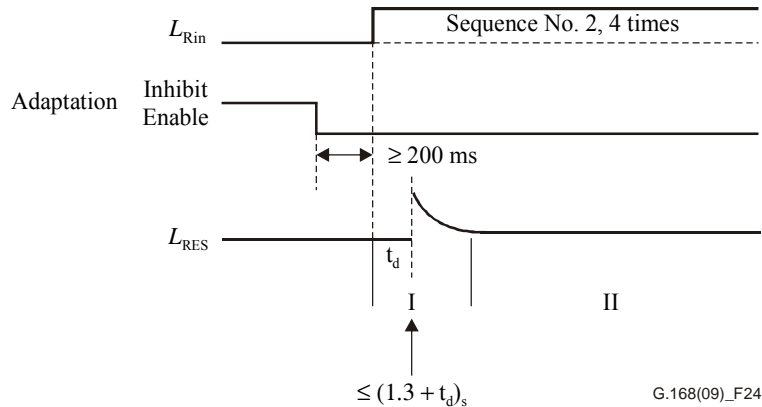 L_Rin
Sequence No. 2, 4 times
Adaptation
Inhibit
Enable
≥ 200 ms
L_RES
t_d
I
II
≤ (1.3 + t_d)_s
G.168(09)_F24